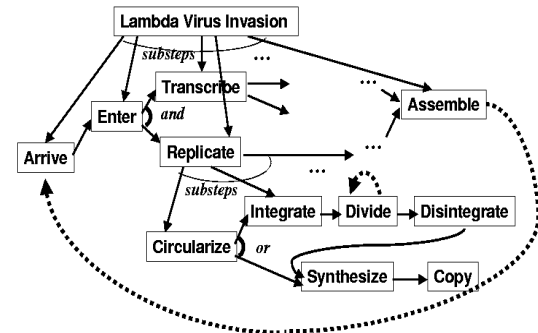 Lambda Virus Invasion
substeps
...
Transcribe
...
Assemble
Enter
and
Arrive
Replicate
...
...
substeps
Integrate
Divide
Disintegrate
Circularize
or
Synthesize
Copy